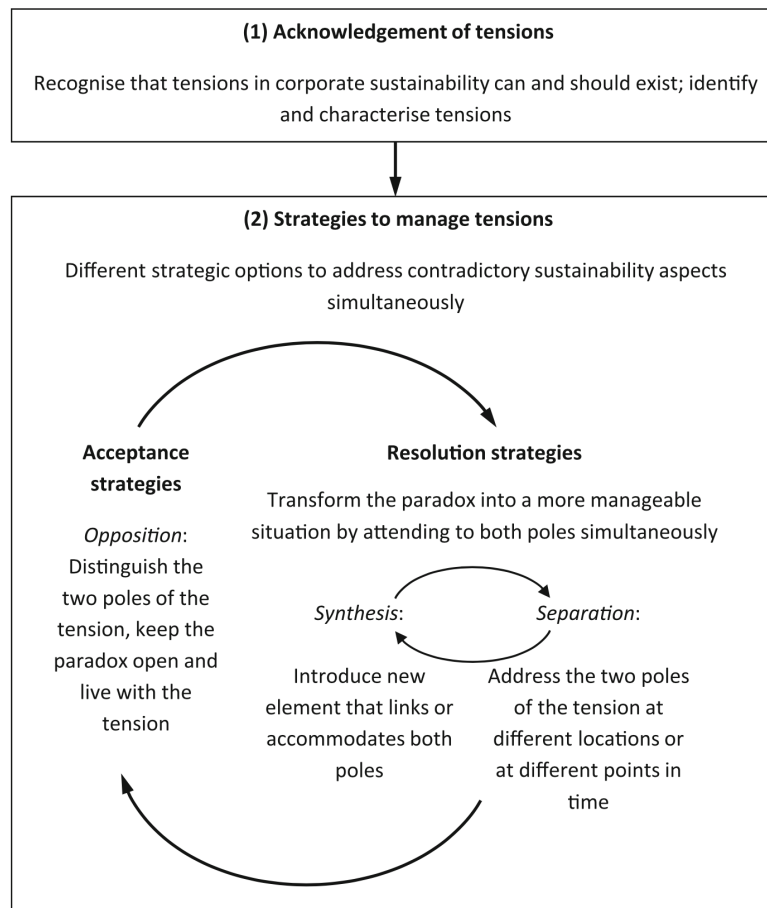 (1) Acknowledgement of tensions
Recognise that tensions in corporate sustainability can and should exist; identify
and characterise tensions
(2) Strategies to manage tensions
Different strategic options to address contradictory sustainability aspects
simultaneously
Acceptance
strategies
Opposition:
Distinguish the
two poles of the
tension, keep the
paradox open and
live with the
tension
Resolution strategies
Transform the paradox into a more manageable
situation by attending to both poles simultaneously
Synthesis:
Introduce new
element that links or
accommodates both
poles
Separation:
Address the two poles
of the tension at
different locations or
at different points in
time